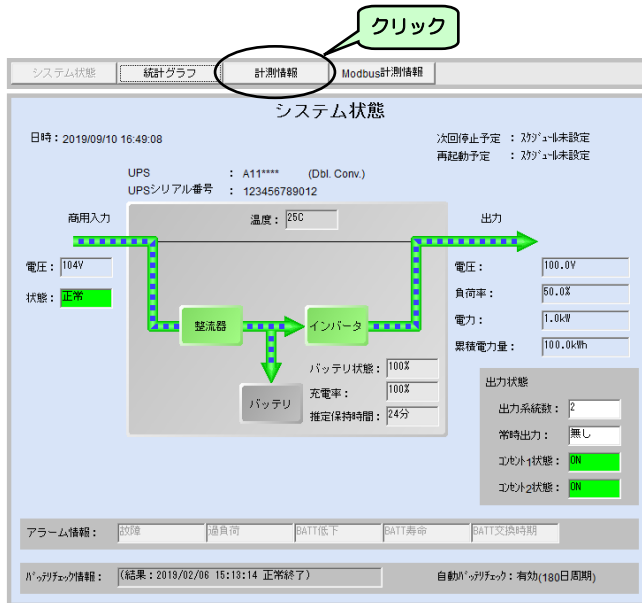 クリック
システム状態 統計グラフ 計測情報 Modbus計測情報
システム状態
日時：2019/09/10 16:49:08
次回停止予定 ：ｽｹｼﾞｭｰﾙ未設定
再起動予定 ：ｽｹｼﾞｭｰﾙ未設定
UPS : A11**** (Dbl. Conv.)
UPSシリアル番号 : 123456789012
商用入力
温度：25C
出力
電圧：104V
状態：正常
電圧： 100.0V
負荷率： 50.0%
電力： 1.0kW
累積電力量： 100.0kWh
整流器
インバータ
バッテリ
バッテリ状態：100%
充電率： 100%
推定保持時間：24分
出力状態
出力系統数：2
常時出力：無し
ｺﾝｾﾝﾄ1状態：ON
ｺﾝｾﾝﾄ2状態：ON
アラーム情報： 故障 過負荷 BATT低下 BATT寿命 BATT交換時期
ﾊﾞｯﾃﾘﾁｪｯｸ情報： (結果：2019/02/06 15:13:14 正常終了)
自動ﾊﾞｯﾃﾘﾁｪｯｸ：有効(180日周期)